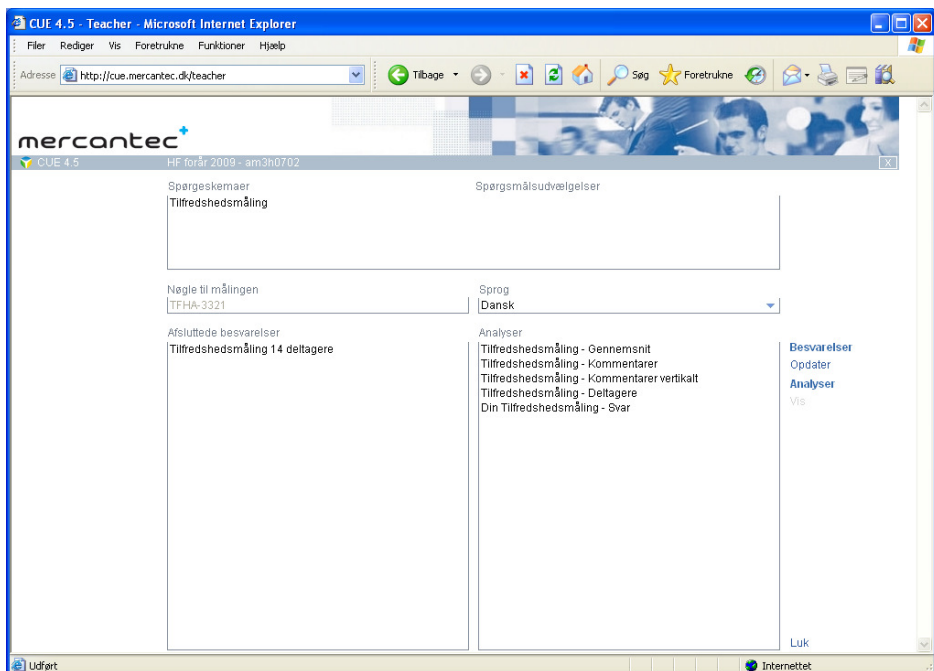 CUE 4.5 - Teacher - Microsoft Internet Explorer
Filer Rediger Vis Foretrukne Funktioner Hjælp
Adresse http://cue.mercantec.dk/teacher Tilbage Søg Foretrukne
mercantec+
CUE 4.5 HF forår 2009 - am3h0702 X
Spørgeskemaer Spørgsmålsudvælgelser
Tilfredshedsmåling
Nøgle til målingen Sprog
TFHA-3321 Dansk
Afsluttede besvarelser Analyser
Tilfredshedsmåling 14 deltagere Tilfredshedsmåling - Gennemsnit Besvarelser
Tilfredshedsmåling - Kommentarer Opdater
Tilfredshedsmåling - Kommentarer vertikalt Analyser
Tilfredshedsmåling - Deltagere Vis
Din Tilfredshedsmåling - Svar
Luk
Udført Internettet